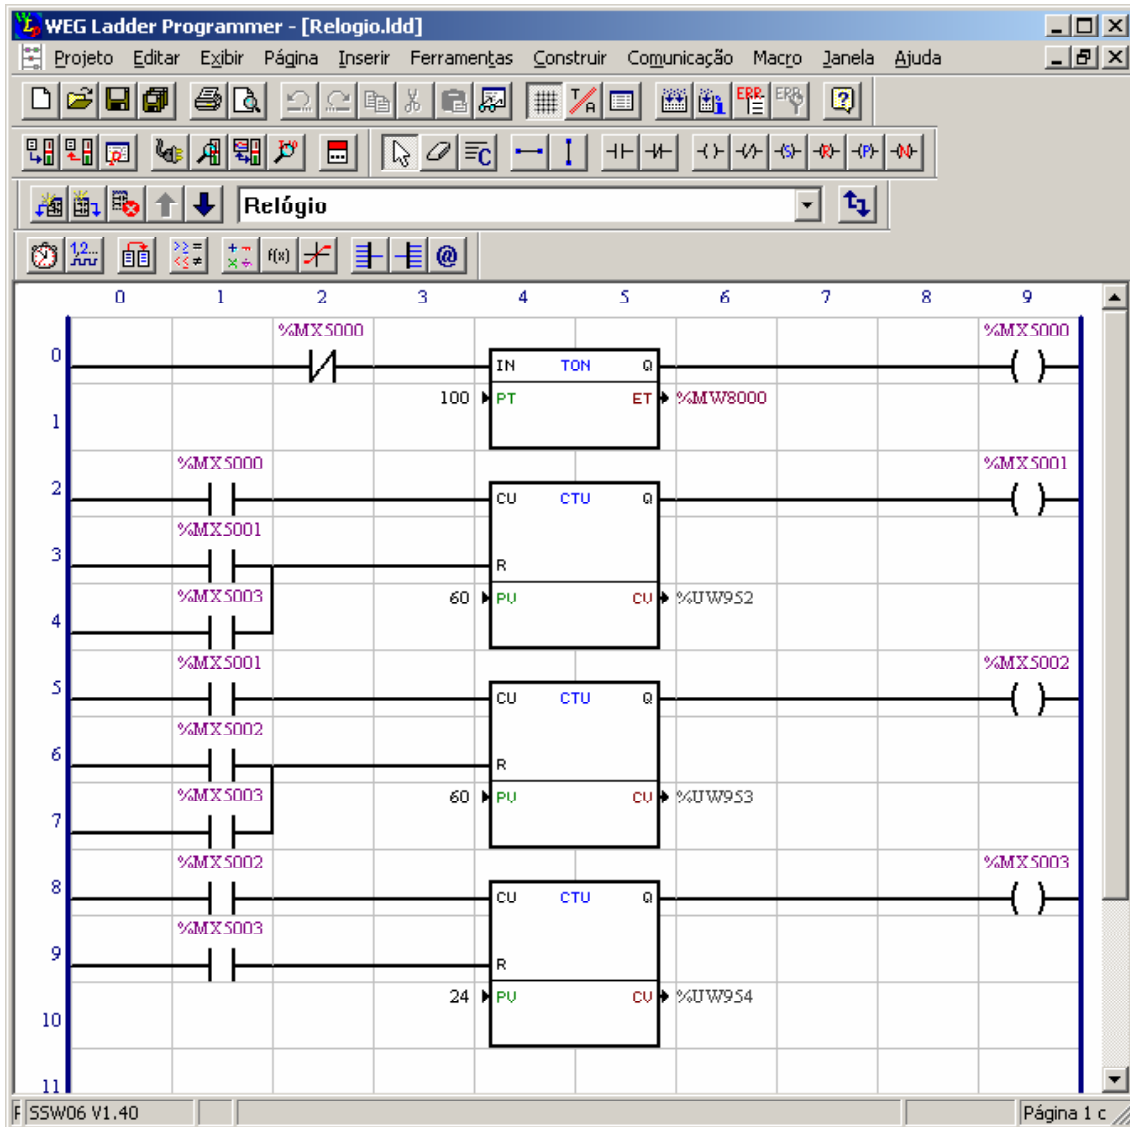 WEG Ladder Programmer - [Relogio.ldd]
Projeto Editar Exibir Página Inserir Ferramentas Construir Comunicação Macro Janela Ajuda
T/A ERR ERR
C S R P N
Relógio
1,2... f(x) @
0 1 2 3 4 5 6 7 8 9
%MX5000 %MX5000
0 IN TON Q
100 PT ET %MW8000
1
%MX5000 %MX5001
2 CU CTU Q
%MX5001
3 R
%MX5003 60 PV CV %UW952
4
%MX5001 %MX5002
5 CU CTU Q
%MX5002
6 R
%MX5003 60 PV CV %UW953
7
%MX5002 %MX5003
8 CU CTU Q
%MX5003
9 R
24 PV CV %UW954
10
11
F SSW06 V1.40 Página 1 c